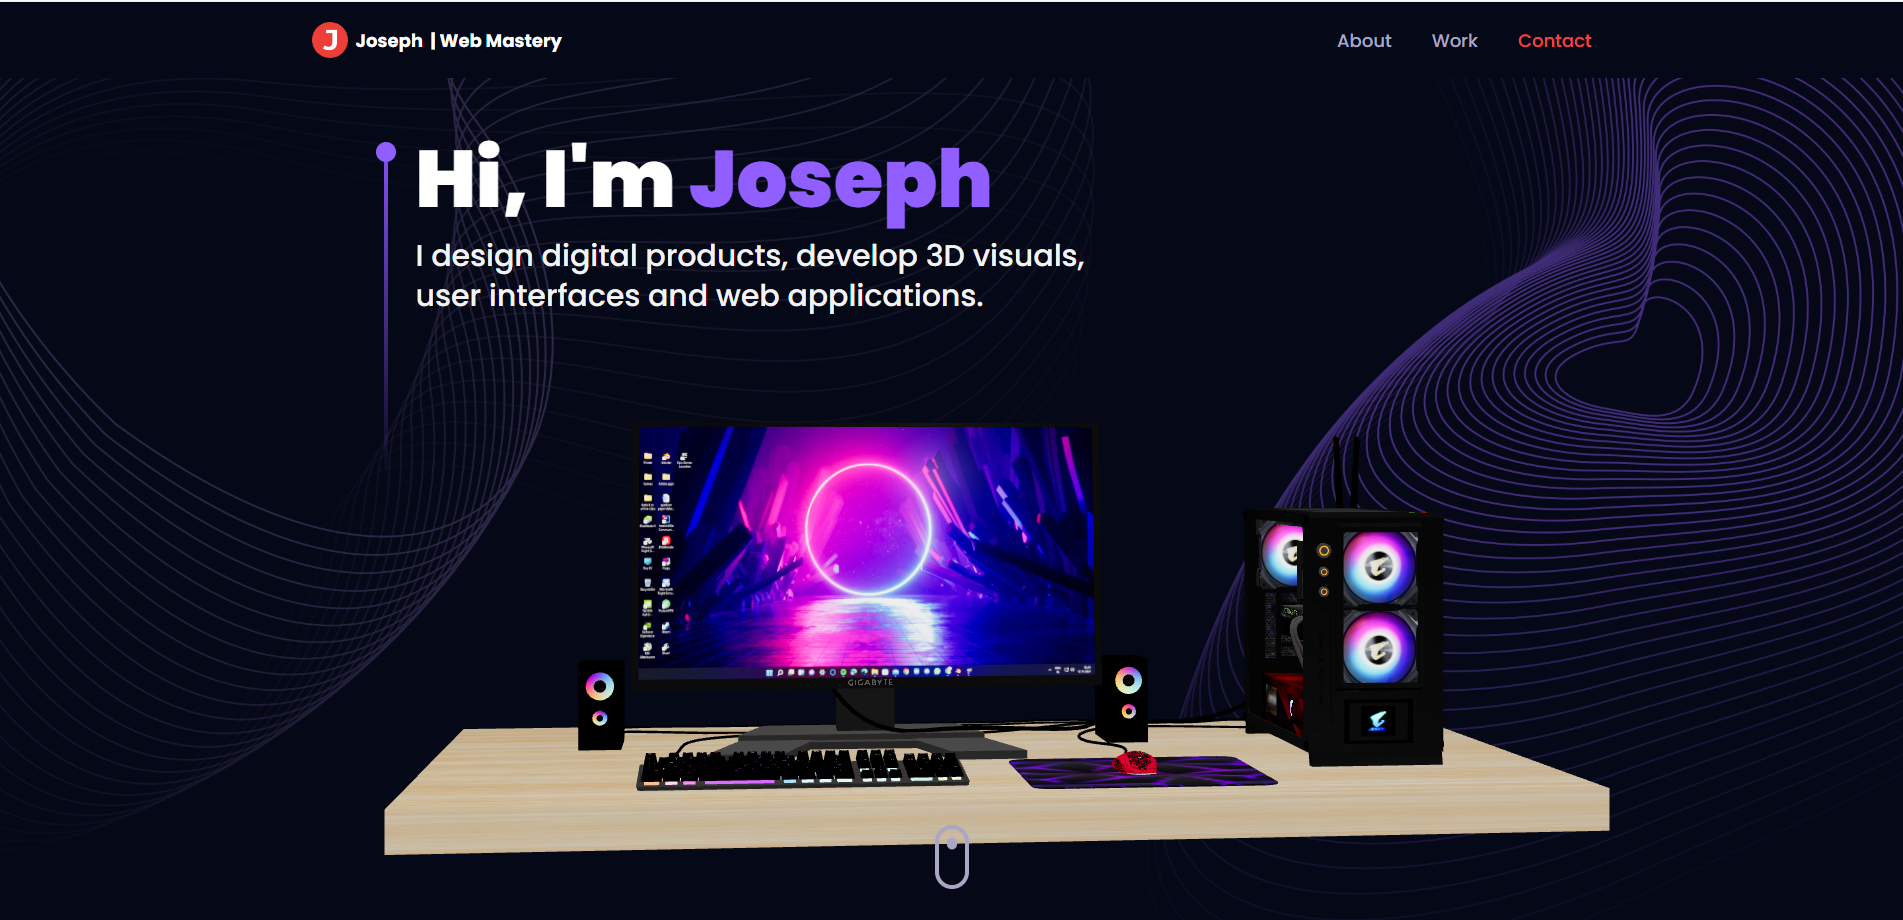 J Joseph | Web Mastery
About Work Contact
Hi, I'm Joseph
I design digital products, develop 3D visuals,
user interfaces and web applications.
GIGABYTE